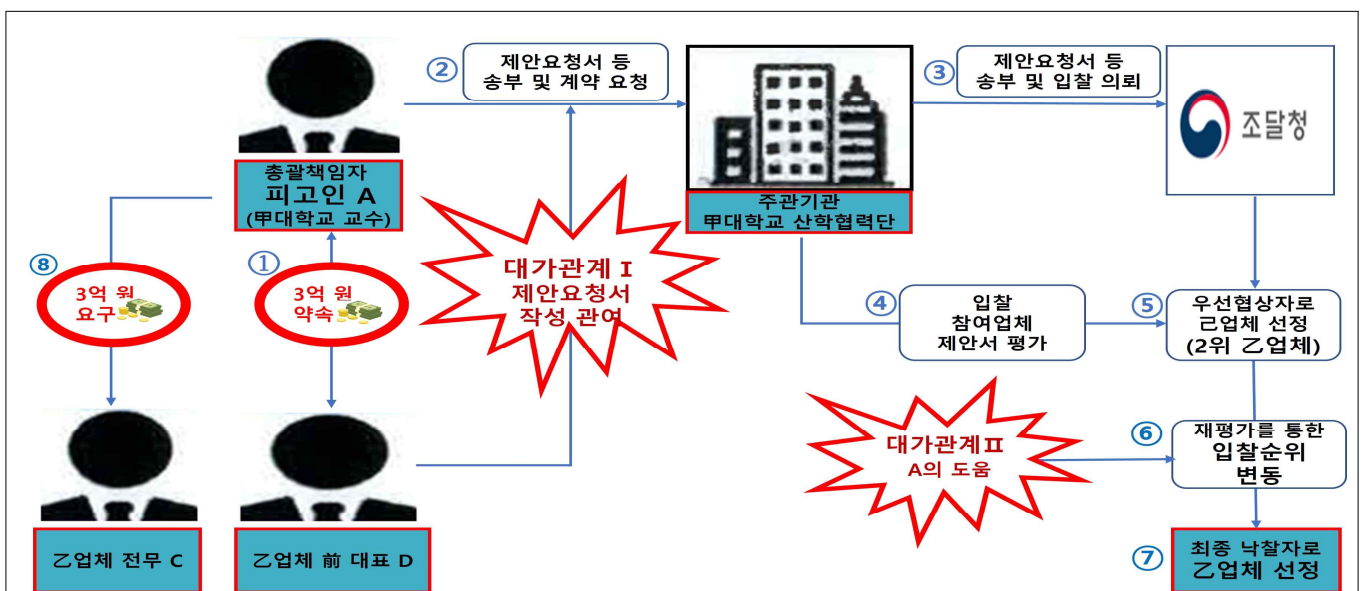 ②
제안요청서 등
송부 및 계약 요청
③
제안요청서 등
송부 및 입찰 의뢰
조달청
총괄책임자
피고인 A
(甲대학교 교수)
주관기관
甲대학교 산학협력단
⑧
3억 원
요구
①
3억 원
약속
대가관계 Ⅰ
제안요청서
작성 관여
④
입찰
참여업체
제안서 평가
⑤
우선협상자로
己업체 선정
(2위 乙업체)
대가관계Ⅱ
A의 도움
⑥
재평가를 통한
입찰순위
변동
乙업체 전무 C
乙업체 前 대표 D
⑦
최종 낙찰자로
乙업체 선정